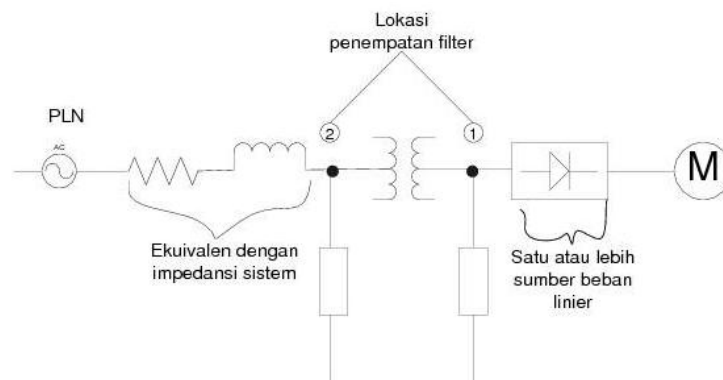 Lokasi
penempatan filter
PLN
AC
2
1
M
Ekuivalen dengan
impedansi sistem
Satu atau lebih
sumber beban
linier